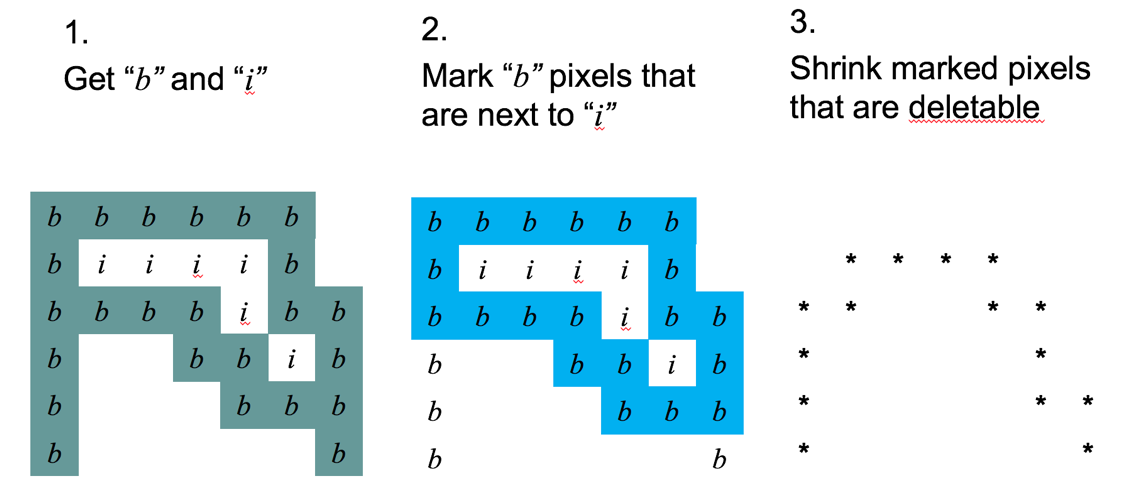 1.
Get “b” and “i”
2.
Mark “b” pixels that
are next to “i”
3.
Shrink marked pixels
that are deletable
b b b b b b
b i i i i b
b b b b i b b
b b b i b
b b b b
b b
b b b b b b
b i i i i b
b b b b i b b
b b b i b
b b b b
b b
* * * *
* * * *
* *
* * *
* *